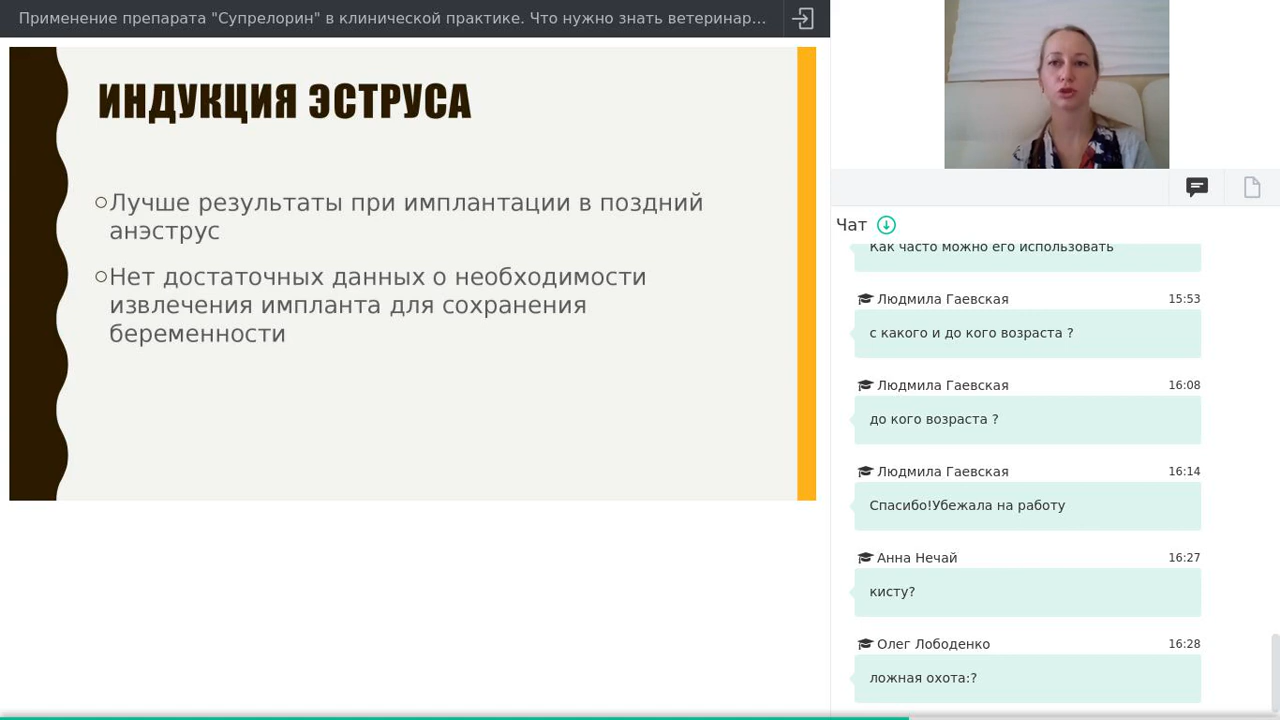 Применение препарата "Супрелорин" в клинической практике. Что нужно знать ветеринар...
ИНДУКЦИЯ ЭСТРУСА
Лучше результаты при имплантации в поздний
анэструс
Нет достаточных данных о необходимости
извлечения импланта для сохранения
беременности
Чат
Как часто можно его использовать
Людмила Гаевская 15:53
с какого и до кого возраста ?
Людмила Гаевская 16:08
до кого возраста ?
Людмила Гаевская 16:14
Спасибо!Убежала на работу
Анна Нечай 16:27
кисту?
Олег Лободенко 16:28
ложная охота:?